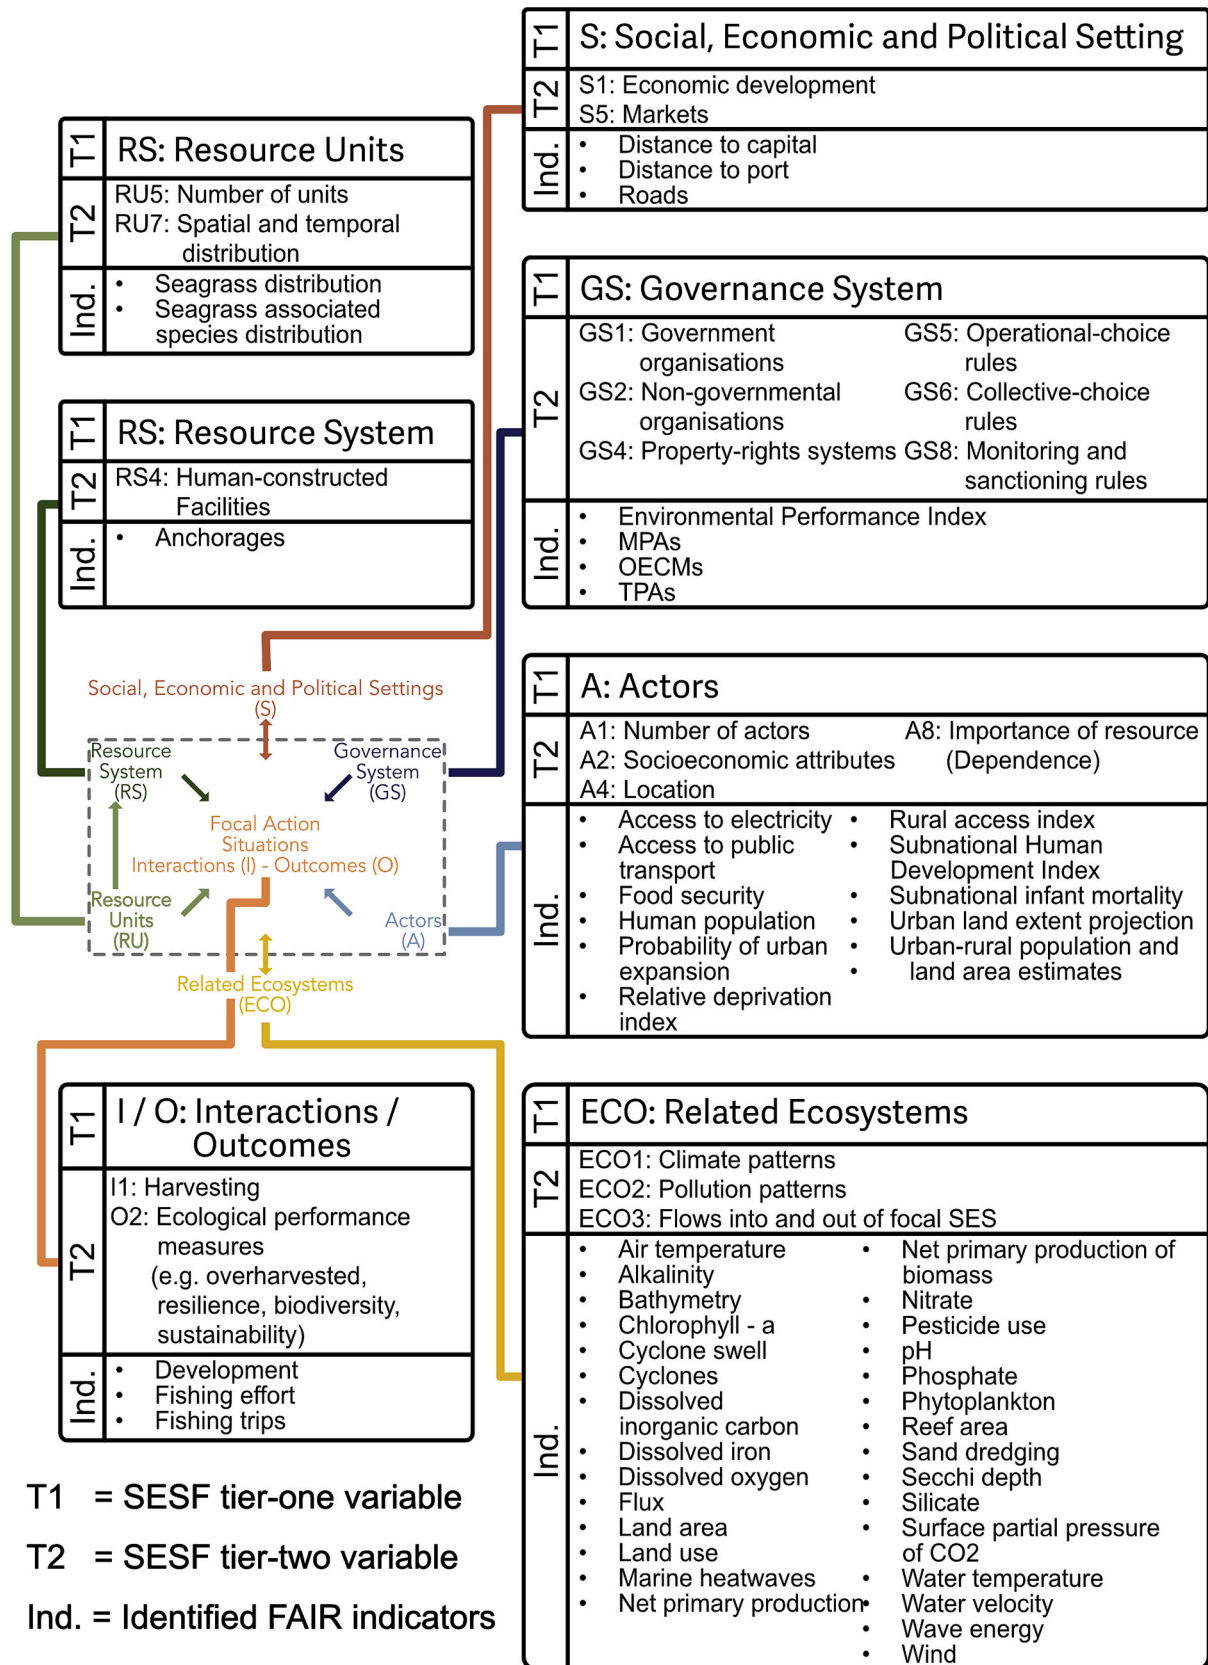 T1
S: Social, Economic and Political Setting
T2
S1: Economic development
S5: Markets
Ind.
• Distance to capital
• Distance to port
• Roads
T1
RS: Resource Units
T2
RU5: Number of units
RU7: Spatial and temporal
distribution
Ind.
• Seagrass distribution
• Seagrass associated
species distribution
T1
GS: Governance System
T2
GS1: Government
organisations
GS2: Non-governmental
organisations
GS4: Property-rights systems
GS5: Operational-choice
rules
GS6: Collective-choice
rules
GS8: Monitoring and
sanctioning rules
Ind.
• Environmental Performance Index
• MPAs
• OECMs
• TPAs
T1
RS: Resource System
T2
RS4: Human-constructed
Facilities
Ind.
• Anchorages
Social, Economic and Political Settings
(S)
Resource
System
(RS)
Governance
System
(GS)
Focal Action
Situations
Interactions (I) - Outcomes (O)
Resource
Units
(RU)
Actors
(A)
Related Ecosystems
(ECO)
T1
A: Actors
T2
A1: Number of actors
A2: Socioeconomic attributes
A4: Location
A8: Importance of resource
(Dependence)
Ind.
• Access to electricity
• Access to public
transport
• Food security
• Human population
• Probability of urban
expansion
• Relative deprivation
index
• Rural access index
• Subnational Human
Development Index
• Subnational infant mortality
• Urban land extent projection
• Urban-rural population and
• land area estimates
T1
I / O: Interactions /
Outcomes
T2
I1: Harvesting
O2: Ecological performance
measures
(e.g. overharvested,
resilience, biodiversity,
sustainability)
Ind.
• Development
• Fishing effort
• Fishing trips
T1
ECO: Related Ecosystems
T2
ECO1: Climate patterns
ECO2: Pollution patterns
ECO3: Flows into and out of focal SES
Ind.
• Air temperature
• Alkalinity
• Bathymetry
• Chlorophyll - a
• Cyclone swell
• Cyclones
• Dissolved
inorganic carbon
• Dissolved iron
• Dissolved oxygen
• Flux
• Land area
• Land use
• Marine heatwaves
• Net primary production
• Net primary production of
biomass
• Nitrate
• Pesticide use
• pH
• Phosphate
• Phytoplankton
• Reef area
• Sand dredging
• Secchi depth
• Silicate
• Surface partial pressure
of CO2
• Water temperature
• Water velocity
• Wave energy
• Wind
T1 = SESF tier-one variable
T2 = SESF tier-two variable
Ind. = Identified FAIR indicators